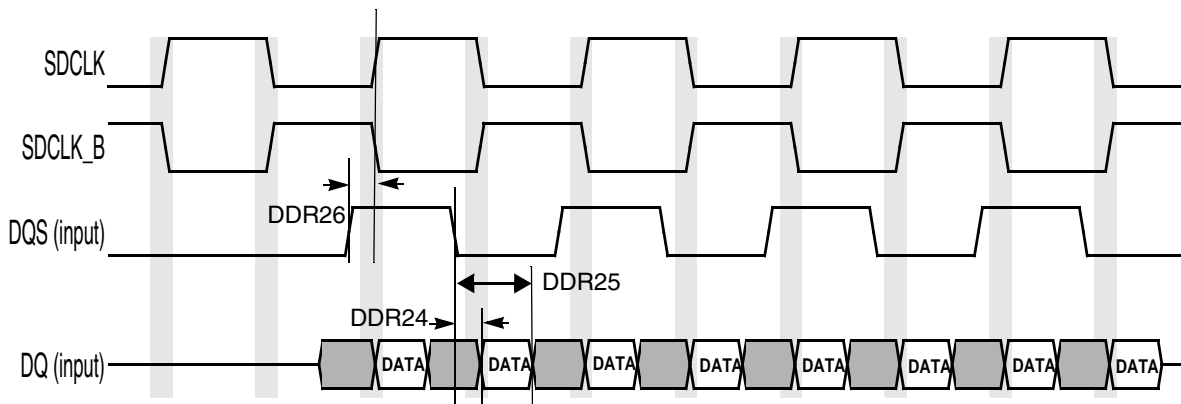 SDCLK
SDCLK_B
DDR26
DQS (input)
DDR25
DDR24
DQ (input)
DATA DATA DATA DATA DATA DATA DATA DATA